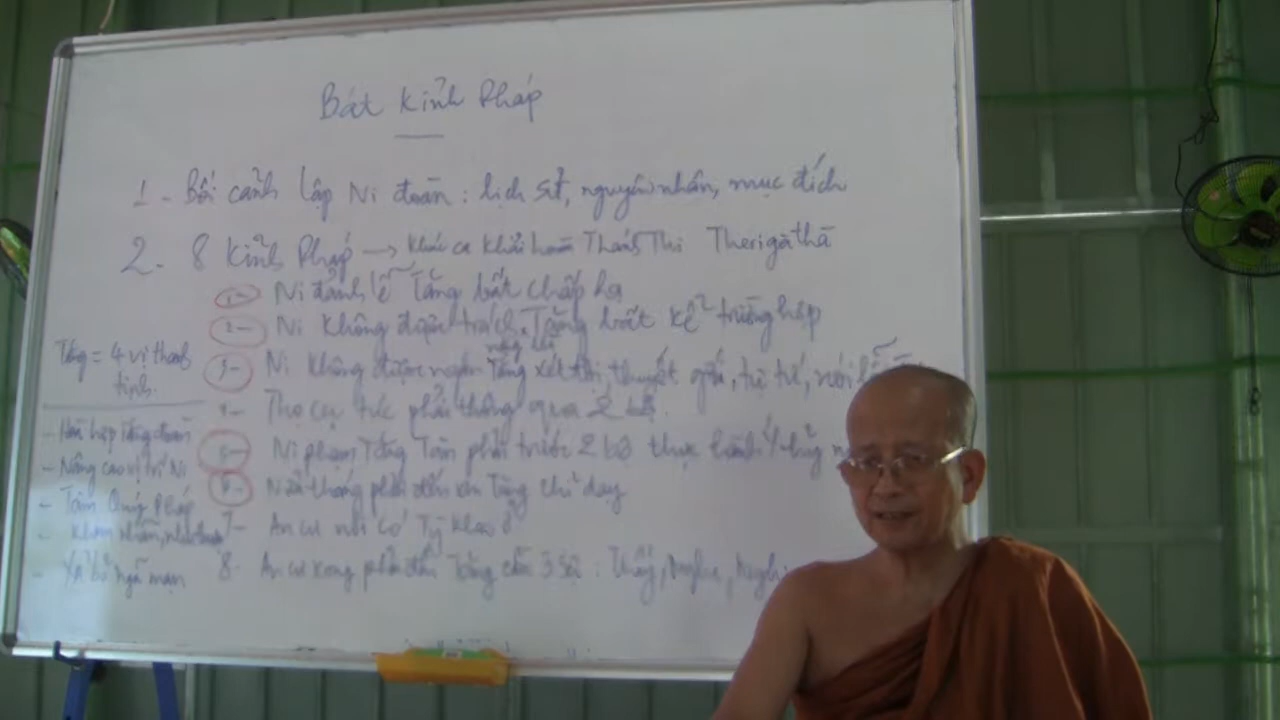 Bát Kỉnh Pháp
1 - Bối cảnh lập Ni đoàn : lịch sử, nguyên nhân, mục đích
2 - 8 Kỉnh Pháp → Khúc ca khải hoàn Thánh Thi Therigāthā
1 - Ni đảnh lễ Tăng bất chấp hạ
2 - Ni không được trách Tăng bất kể trường hợp
3 - Ni không được ngăn Tăng xét tội, thuyết giới, tự tứ, nói lỗi
4 - Thọ cụ túc phải thông qua 2 bộ.
5 - Ni phạm Tăng Tàn phải trước 2 bộ thực hành
6 - Nửa tháng phải đến xin Tăng chỉ dạy
7 - An cư nơi có Tỳ kheo ở
8 - An cư xong phải đến Tăng cầu 3 sự : thấy, nghe, nghi
Tăng = 4 vị thanh
tịnh.
- Hòa hợp tăng đoàn
- Nâng cao vị trí Ni
- Tâm Cung Pháp
- Khiêm nhẫn,
- Xả bỏ ngã mạn